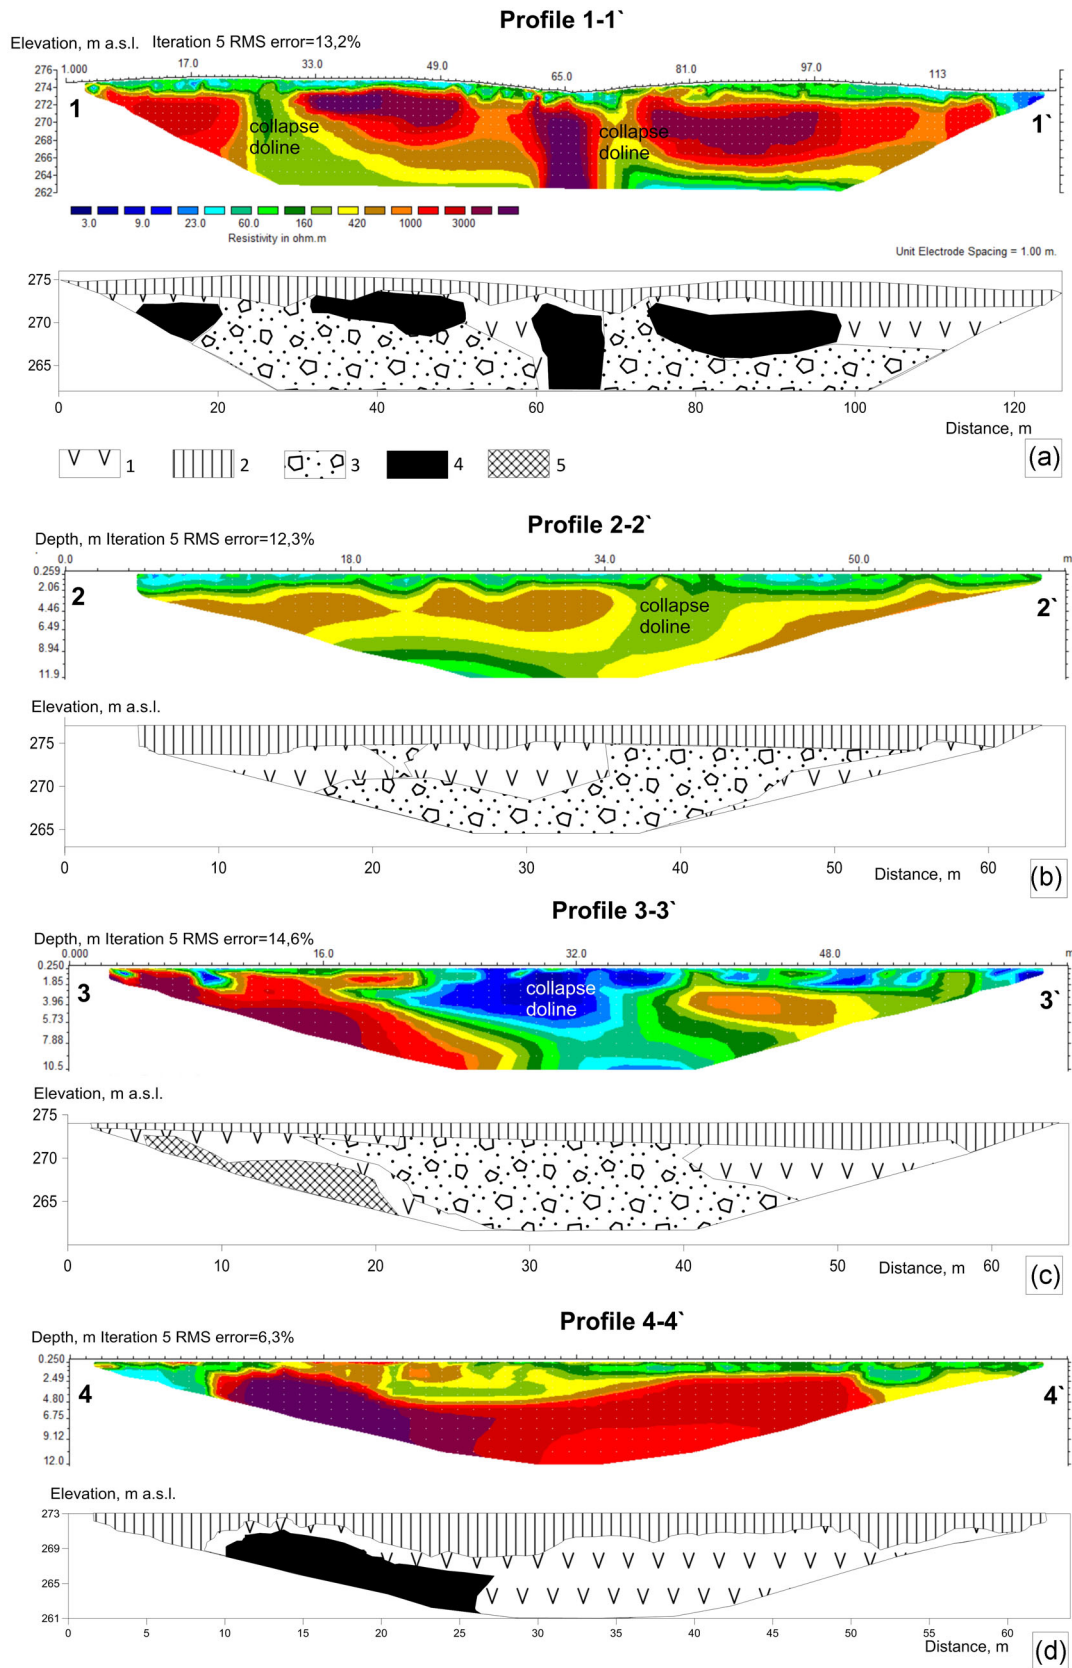 Profile 1-1`
Elevation, m a.s.l. Iteration 5 RMS error=13,2%
1.000 17.0 33.0 49.0 65.0 81.0 97.0 113
276
274
272
270
268
266
264
262
1 1`
collapse
doline
collapse
doline
3.0 9.0 23.0 60.0 160 420 1000 3000
Resistivity in ohm.m
Unit Electrode Spacing = 1.00 m.
275
270
265
0 20 40 60 80 100 120
Distance, m
(a)
1 2 3 4 5
Profile 2-2`
Depth, m Iteration 5 RMS error=12,3%
0.0 18.0 34.0 50.0 m
0.259
2.06
4.46
6.49
8.94
11.9
2 2`
collapse
doline
Elevation, m a.s.l.
275
270
265
0 10 20 30 40 50 60
Distance, m
(b)
Profile 3-3`
Depth, m Iteration 5 RMS error=14,6%
0.000 16.0 32.0 48.0 m
0.250
1.85
3.96
5.73
7.88
10.5
3 3`
collapse
doline
Elevation, m a.s.l.
275
270
265
0 10 20 30 40 50 60
Distance, m
(c)
Profile 4-4`
Depth, m Iteration 5 RMS error=6,3%
0.250
2.49
4.80
6.75
9.12
12.0
4 4`
Elevation, m a.s.l.
273
269
265
261
0 5 10 15 20 25 30 35 40 45 50 55 60
Distance, m
(d)